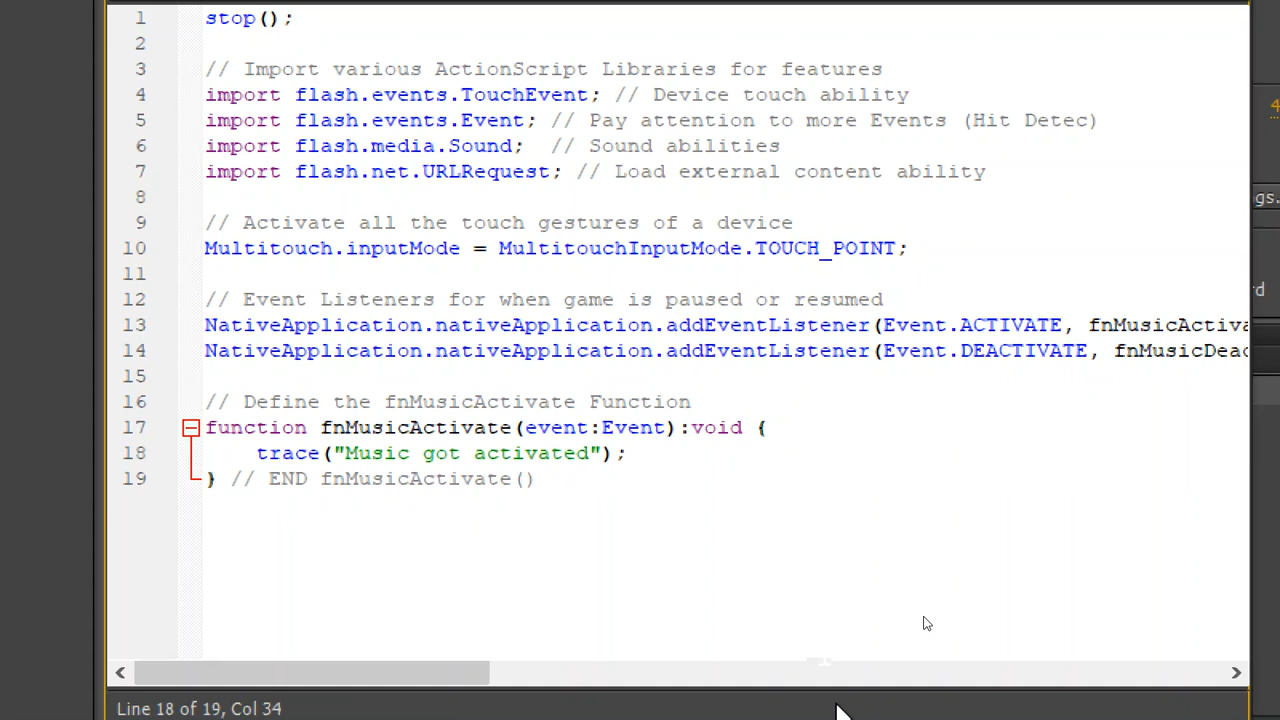 1 stop();
2
3 // Import various ActionScript Libraries for features
4 import flash.events.TouchEvent; // Device touch ability
5 import flash.events.Event; // Pay attention to more Events (Hit Detec)
6 import flash.media.Sound;  // Sound abilities
7 import flash.net.URLRequest; // Load external content ability
8
9 // Activate all the touch gestures of a device
10 Multitouch.inputMode = MultitouchInputMode.TOUCH_POINT;
11
12 // Event Listeners for when game is paused or resumed
13 NativeApplication.nativeApplication.addEventListener(Event.ACTIVATE, fnMusicActiva
14 NativeApplication.nativeApplication.addEventListener(Event.DEACTIVATE, fnMusicDeac
15
16 // Define the fnMusicActivate Function
17 function fnMusicActivate(event:Event):void {
18     trace("Music got activated");
19 } // END fnMusicActivate()
Line 18 of 19, Col 34
4
gs.
rd